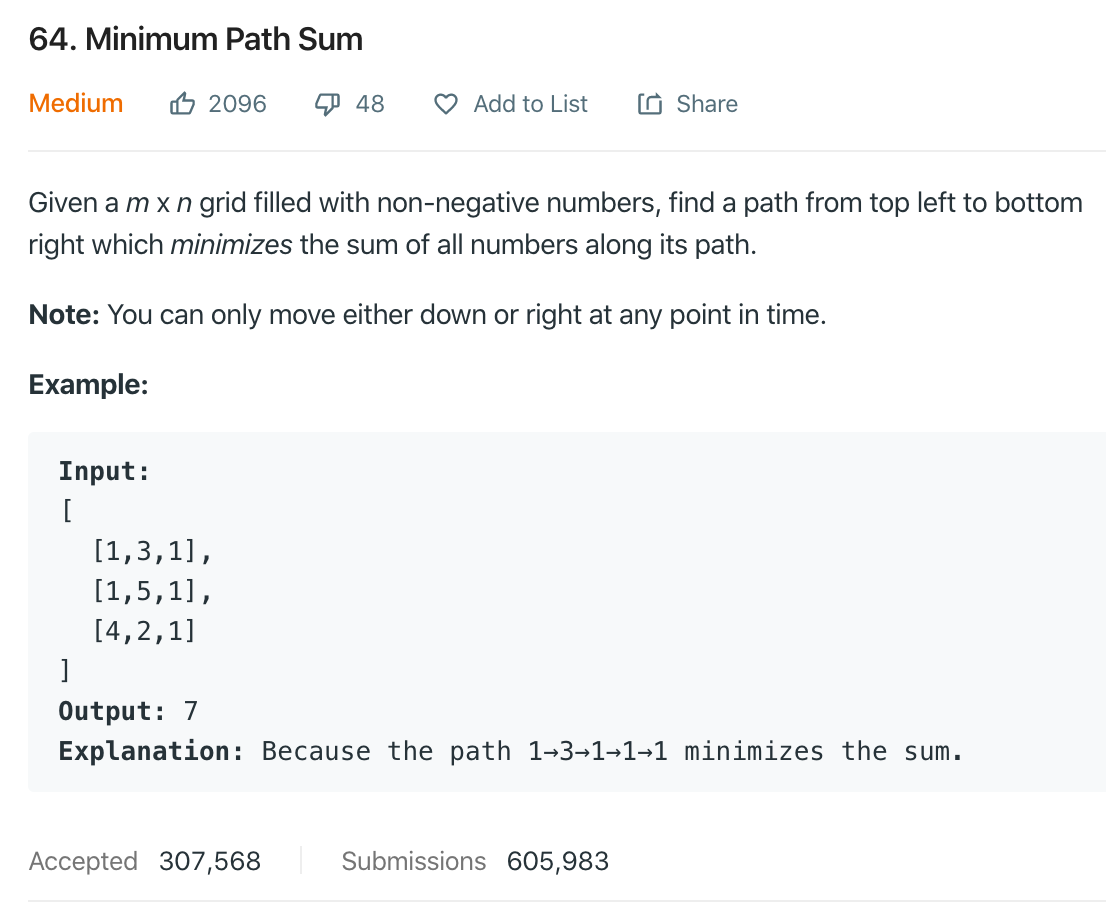 64. Minimum Path Sum
Medium 2096 48 Add to List Share
Given a m x n grid filled with non-negative numbers, find a path from top left to bottom
right which minimizes the sum of all numbers along its path.
Note: You can only move either down or right at any point in time.
Example:
Input:
[
  [1,3,1],
  [1,5,1],
  [4,2,1]
]
Output: 7
Explanation: Because the path 1→3→1→1→1 minimizes the sum.
Accepted 307,568 Submissions 605,983